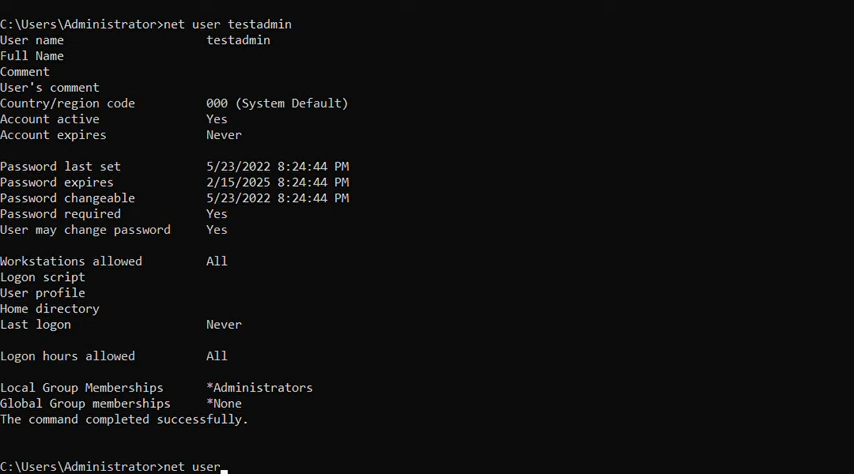 C:\Users\Administrator>net user testadmin
User name                    testadmin
Full Name
Comment
User's comment
Country/region code          000 (System Default)
Account active               Yes
Account expires              Never
Password last set            5/23/2022 8:24:44 PM
Password expires             2/15/2025 8:24:44 PM
Password changeable          5/23/2022 8:24:44 PM
Password required            Yes
User may change password     Yes
Workstations allowed         All
Logon script
User profile
Home directory
Last logon                   Never
Logon hours allowed          All
Local Group Memberships      *Administrators
Global Group memberships     *None
The command completed successfully.
C:\Users\Administrator>net user